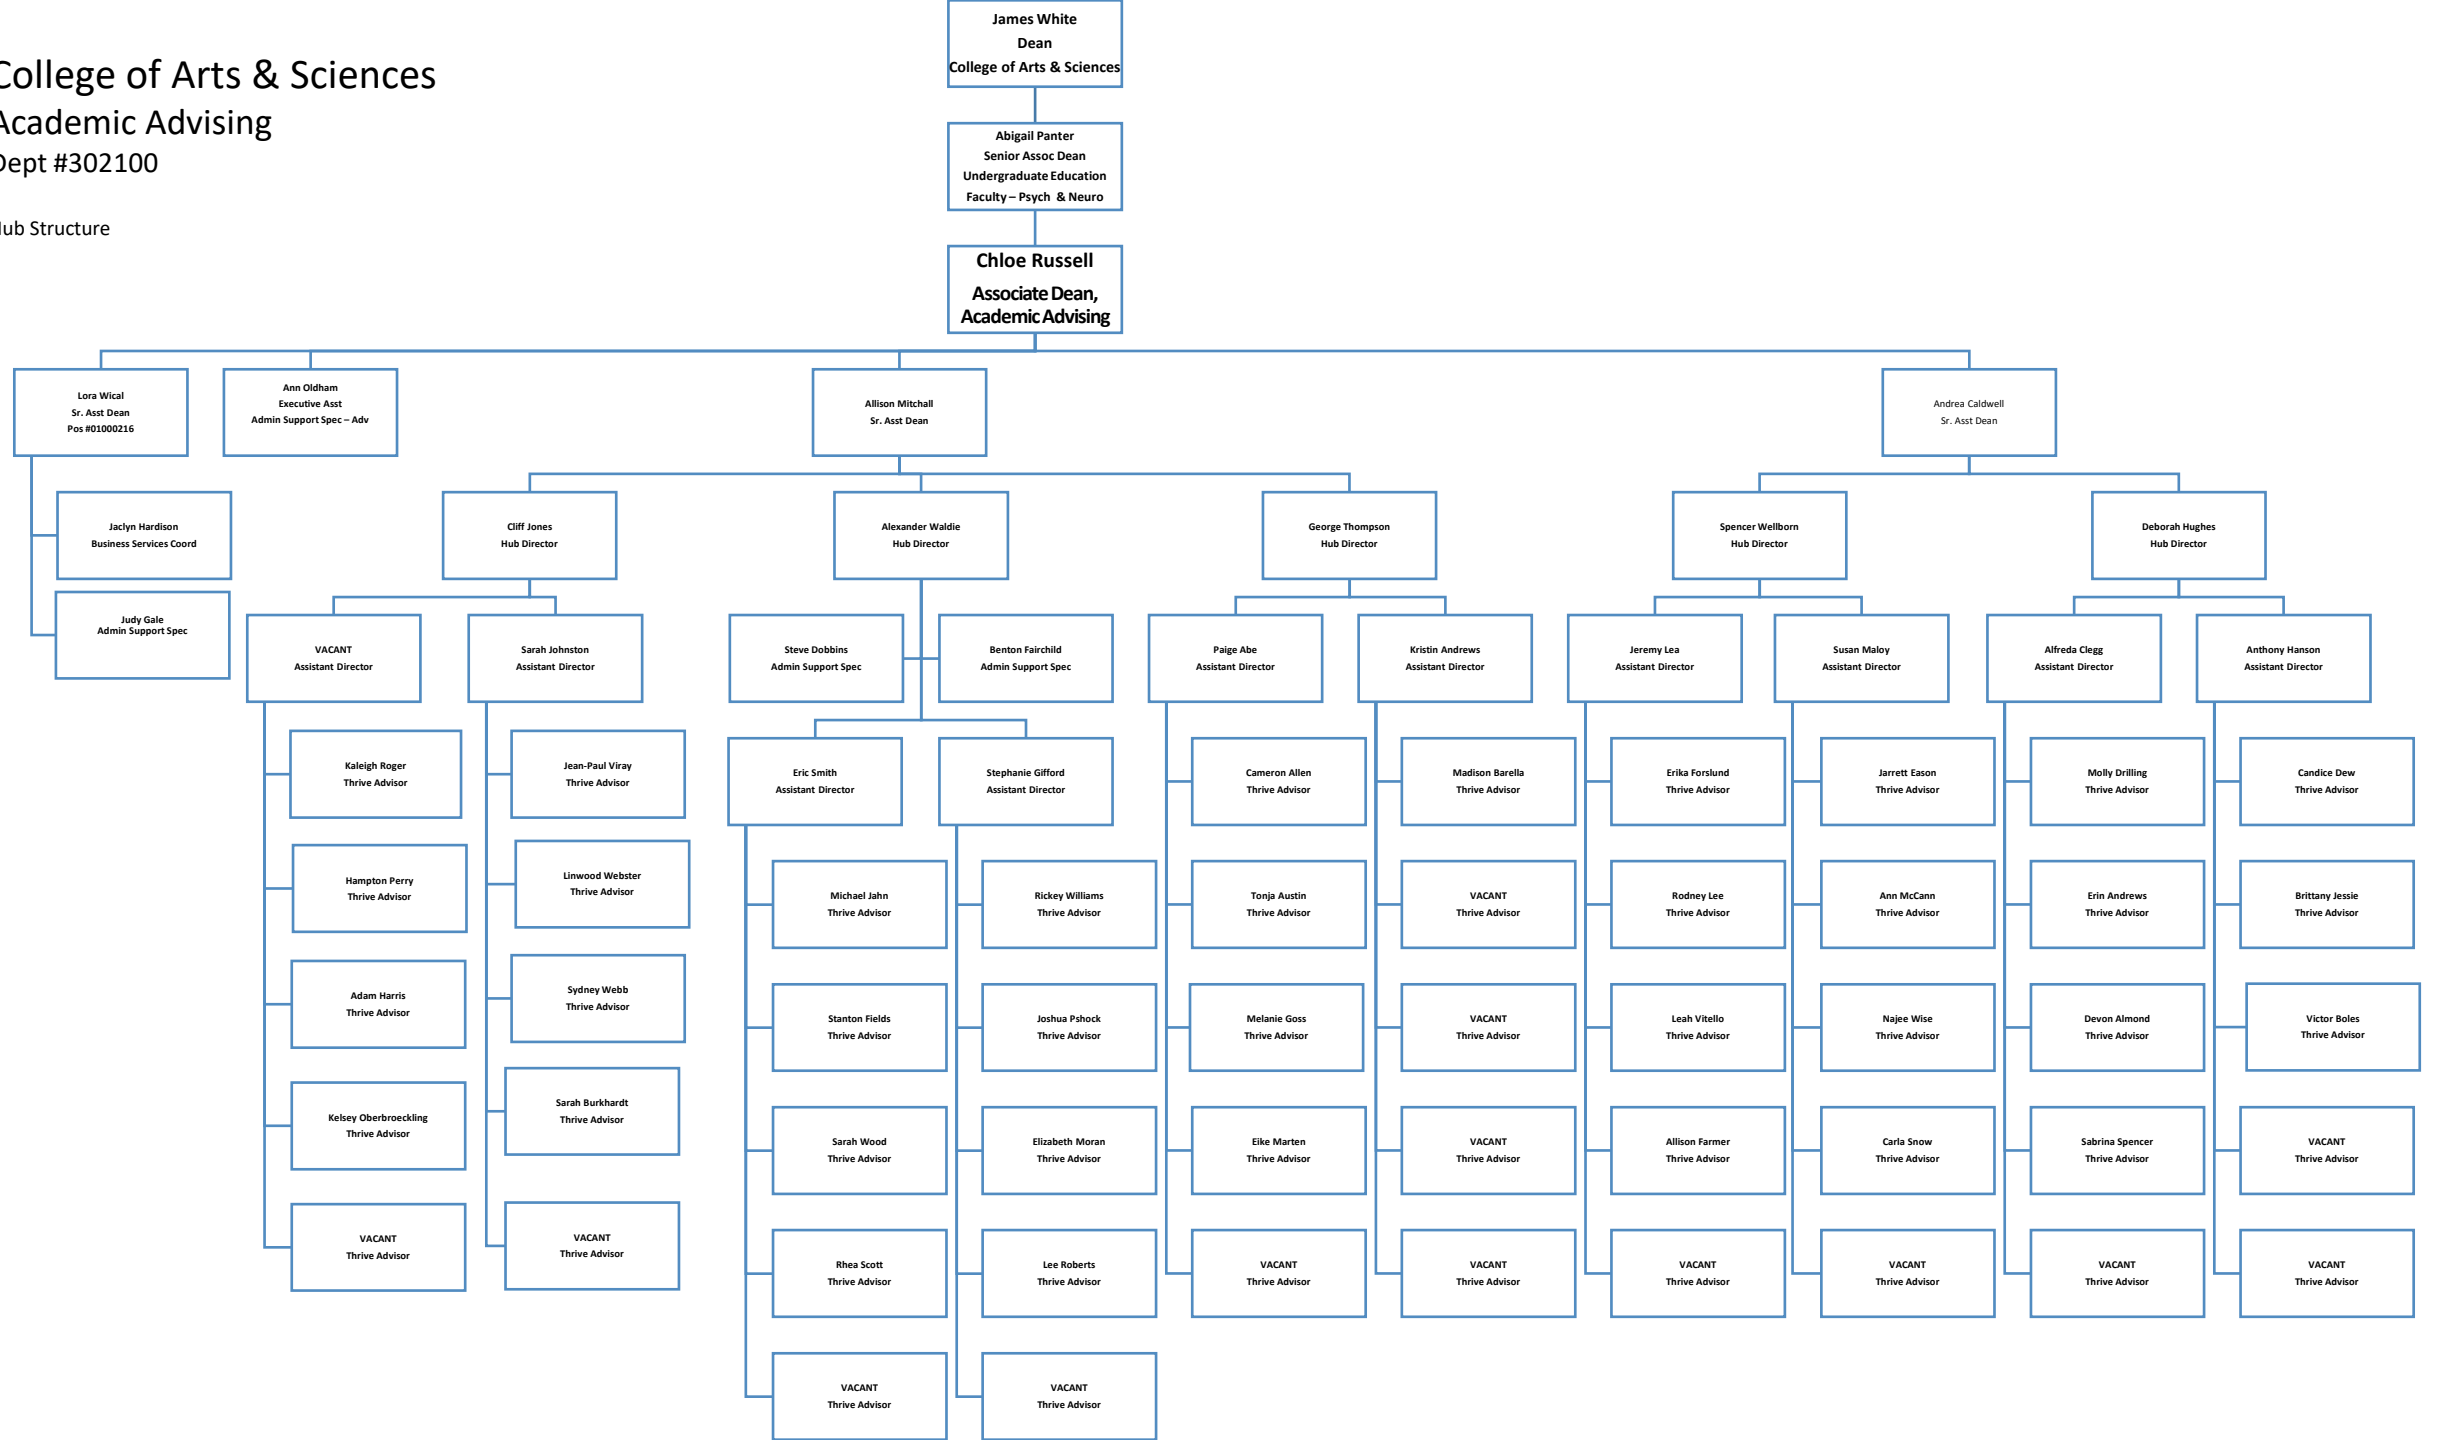 College of Arts & Sciences
Academic Advising
Dept #302100
Hub Structure
James White
Dean
College of Arts & Sciences
Abigail Panter
Senior Assoc Dean
Undergraduate Education
Faculty – Psych & Neuro
Chloe Russell
Associate Dean,
Academic Advising
Lora Wical
Sr. Asst Dean
Pos #01000216
Ann Oldham
Executive Asst
Admin Support Spec – Adv
Allison Mitchall
Sr. Asst Dean
Andrea Caldwell
Sr. Asst Dean
Jaclyn Hardison
Business Services Coord
Judy Gale
Admin Support Spec
Cliff Jones
Hub Director
Alexander Waldie
Hub Director
George Thompson
Hub Director
Spencer Wellborn
Hub Director
Deborah Hughes
Hub Director
VACANT
Assistant Director
Sarah Johnston
Assistant Director
Steve Dobbins
Admin Support Spec
Benton Fairchild
Admin Support Spec
Paige Abe
Assistant Director
Kristin Andrews
Assistant Director
Jeremy Lea
Assistant Director
Susan Maloy
Assistant Director
Alfreda Clegg
Assistant Director
Anthony Hanson
Assistant Director
Kaleigh Roger
Thrive Advisor
Hampton Perry
Thrive Advisor
Adam Harris
Thrive Advisor
Kelsey Oberbroeckling
Thrive Advisor
VACANT
Thrive Advisor
Jean-Paul Viray
Thrive Advisor
Linwood Webster
Thrive Advisor
Sydney Webb
Thrive Advisor
Sarah Burkhardt
Thrive Advisor
VACANT
Thrive Advisor
Eric Smith
Assistant Director
Stephanie Gifford
Assistant Director
Michael Jahn
Thrive Advisor
Stanton Fields
Thrive Advisor
Sarah Wood
Thrive Advisor
Rhea Scott
Thrive Advisor
VACANT
Thrive Advisor
Rickey Williams
Thrive Advisor
Joshua Pshock
Thrive Advisor
Elizabeth Moran
Thrive Advisor
Lee Roberts
Thrive Advisor
VACANT
Thrive Advisor
Cameron Allen
Thrive Advisor
Tonja Austin
Thrive Advisor
Melanie Goss
Thrive Advisor
Eike Marten
Thrive Advisor
VACANT
Thrive Advisor
Madison Barella
Thrive Advisor
VACANT
Thrive Advisor
VACANT
Thrive Advisor
VACANT
Thrive Advisor
VACANT
Thrive Advisor
Erika Forslund
Thrive Advisor
Rodney Lee
Thrive Advisor
Leah Vitello
Thrive Advisor
Allison Farmer
Thrive Advisor
VACANT
Thrive Advisor
Jarrett Eason
Thrive Advisor
Ann McCann
Thrive Advisor
Najee Wise
Thrive Advisor
Carla Snow
Thrive Advisor
VACANT
Thrive Advisor
Molly Drilling
Thrive Advisor
Erin Andrews
Thrive Advisor
Devon Almond
Thrive Advisor
Sabrina Spencer
Thrive Advisor
VACANT
Thrive Advisor
Candice Dew
Thrive Advisor
Brittany Jessie
Thrive Advisor
Victor Boles
Thrive Advisor
VACANT
Thrive Advisor
VACANT
Thrive Advisor